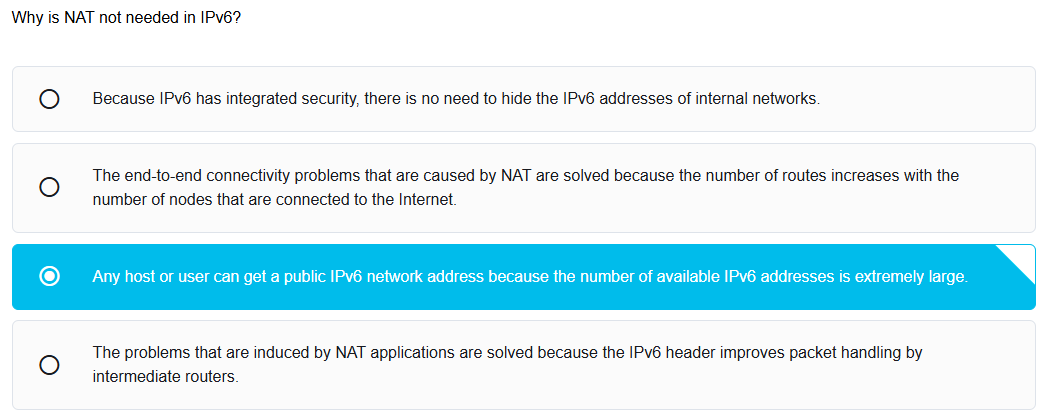 Why is NAT not needed in IPv6?
Because IPv6 has integrated security, there is no need to hide the IPv6 addresses of internal networks.
The end-to-end connectivity problems that are caused by NAT are solved because the number of routes increases with the
number of nodes that are connected to the Internet.
Any host or user can get a public IPv6 network address because the number of available IPv6 addresses is extremely large.
The problems that are induced by NAT applications are solved because the IPv6 header improves packet handling by
intermediate routers.